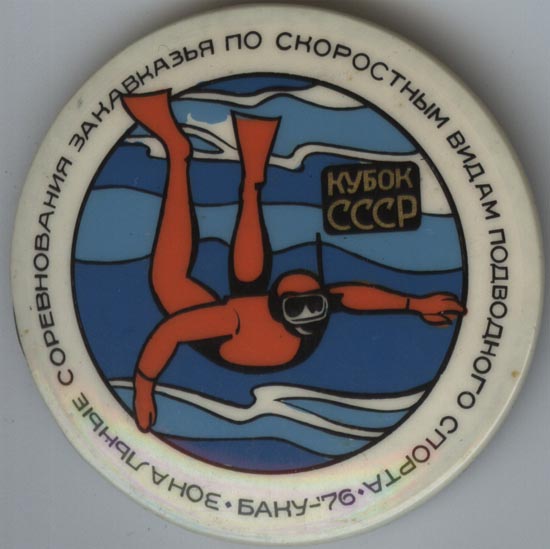 ЗОНАЛЬНЫЕ СОРЕВНОВАНИЯ ЗАКАВКАЗЬЯ ПО СКОРОСТНЫМ ВИДАМ ПОДВОДНОГО СПОРТА · БАКУ-'76 ·
КУБОК
СССР